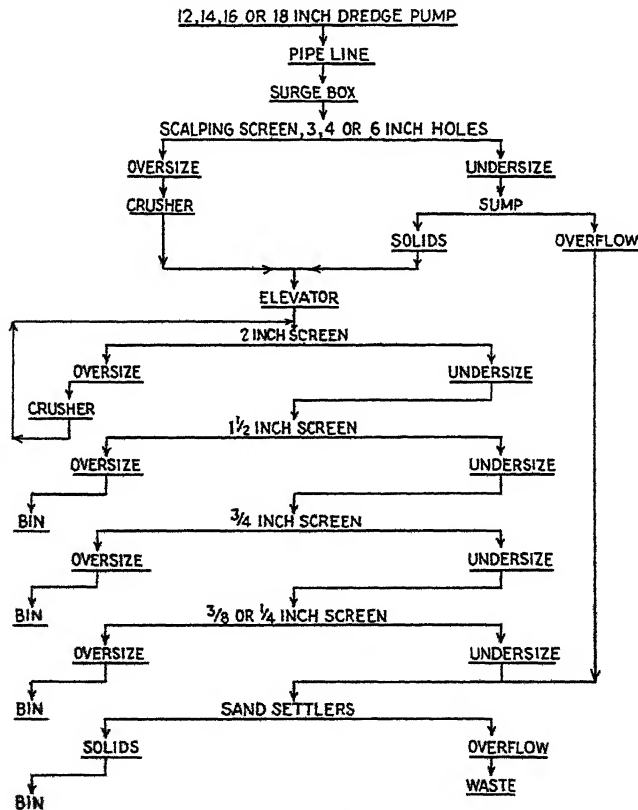 12, 14, 16 OR 18 INCH DREDGE PUMP
PIPE LINE
SURGE BOX
SCALPING SCREEN, 3, 4 OR 6 INCH HOLES
OVERSIZE UNDERSIZE
CRUSHER SUMP
SOLIDS OVERFLOW
ELEVATOR
2 INCH SCREEN
OVERSIZE UNDERSIZE
CRUSHER
1 1/2 INCH SCREEN
OVERSIZE UNDERSIZE
BIN
3/4 INCH SCREEN
OVERSIZE UNDERSIZE
BIN
3/8 OR 1/4 INCH SCREEN
OVERSIZE UNDERSIZE
BIN
SAND SETTLERS
SOLIDS OVERFLOW
BIN WASTE